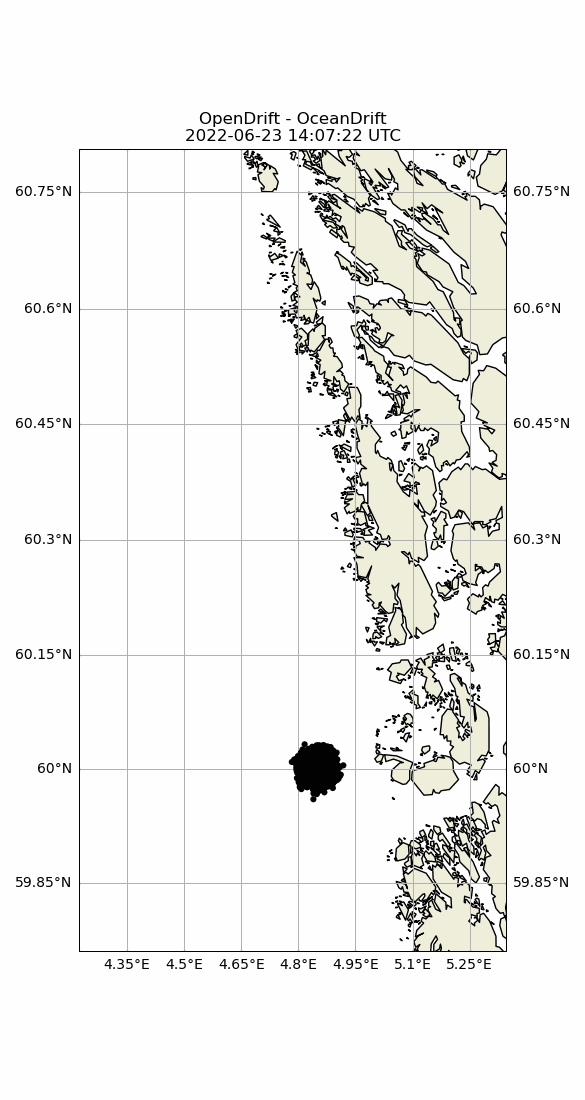 OpenDrift - OceanDrift
2022-06-23 14:07:22 UTC
60.75°N 60.75°N
60.6°N 60.6°N
60.45°N 60.45°N
60.3°N 60.3°N
60.15°N 60.15°N
60°N 60°N
59.85°N 59.85°N
4.35°E 4.5°E 4.65°E 4.8°E 4.95°E 5.1°E 5.25°E